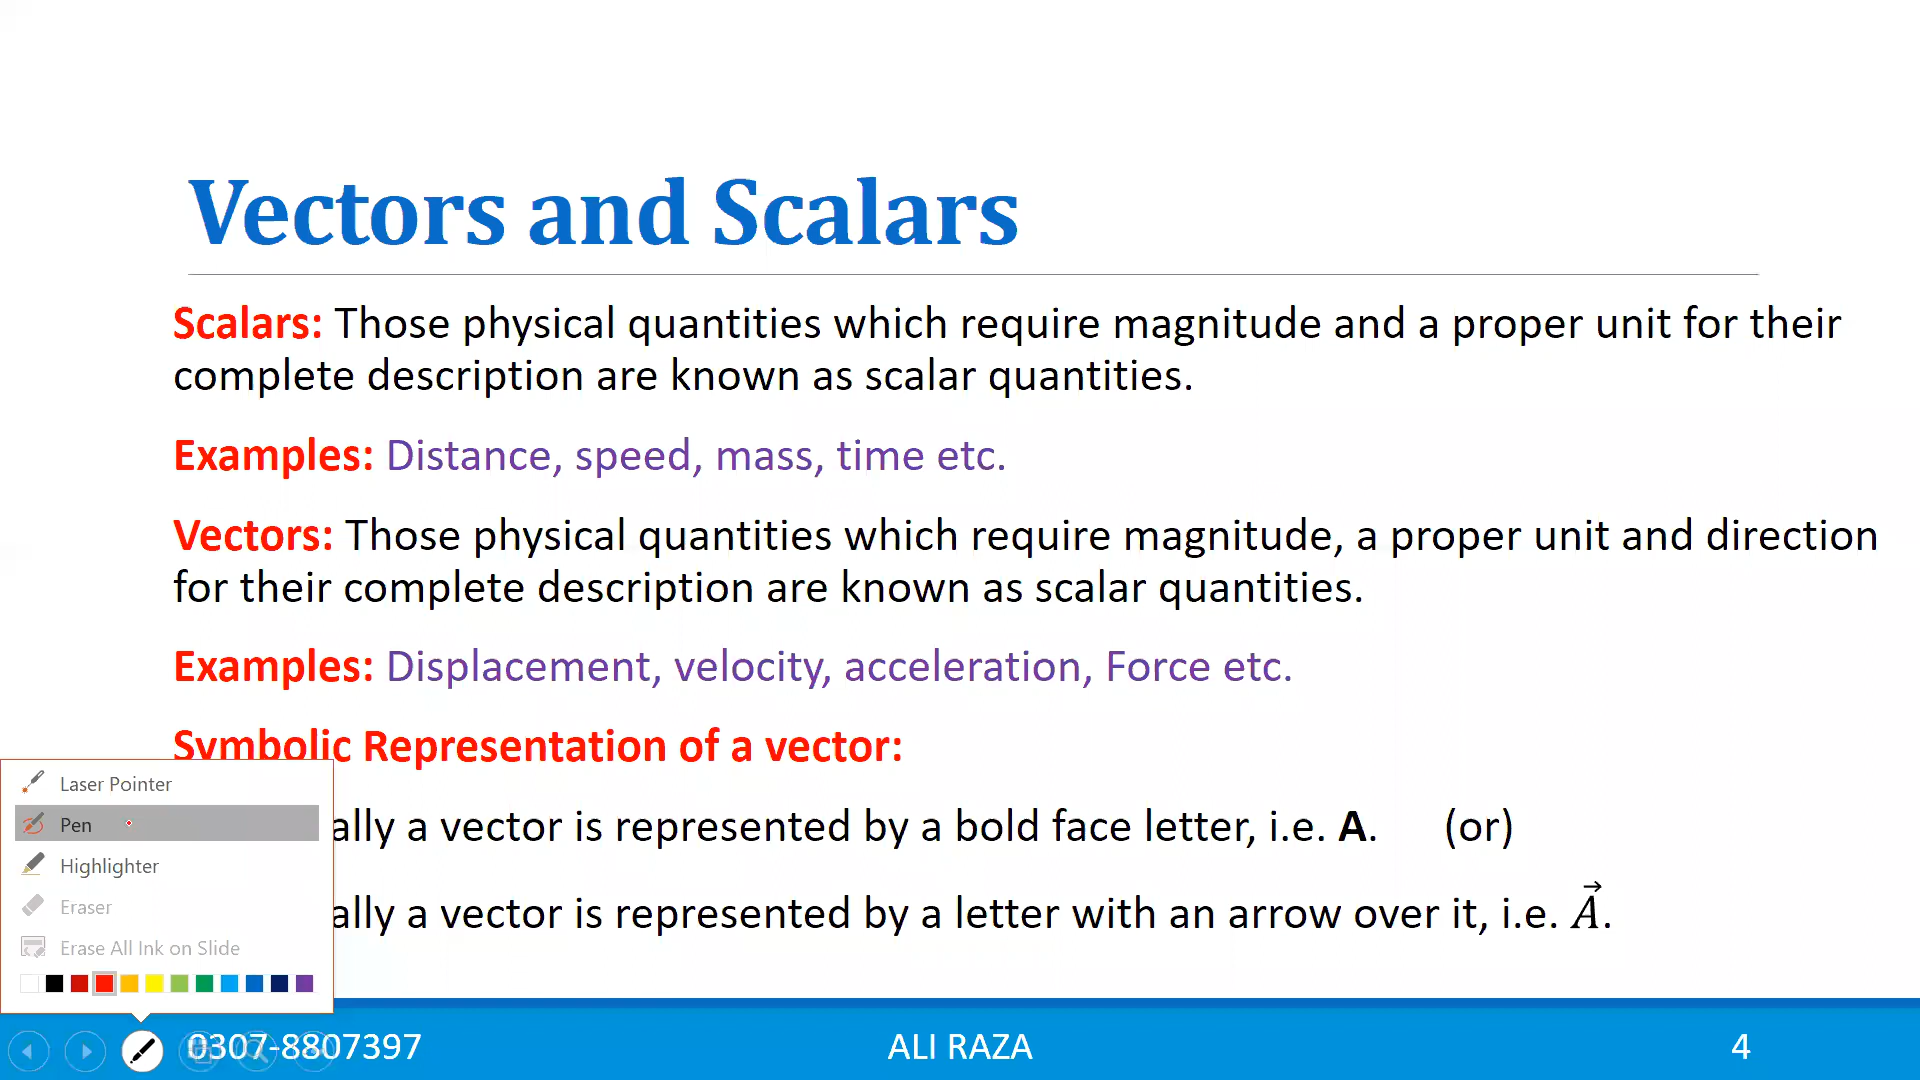 Vectors and Scalars
Scalars: Those physical quantities which require magnitude and a proper unit for their
complete description are known as scalar quantities.
Examples: Distance, speed, mass, time etc.
Vectors: Those physical quantities which require magnitude, a proper unit and direction
for their complete description are known as scalar quantities.
Examples: Displacement, velocity, acceleration, Force etc.
Symbolic Representation of a vector:
ally a vector is represented by a bold face letter, i.e. A. (or)
ally a vector is represented by a letter with an arrow over it, i.e. A⃗.
Laser Pointer
Pen
Highlighter
Eraser
Erase All Ink on Slide
0307-8807397
ALI RAZA
4